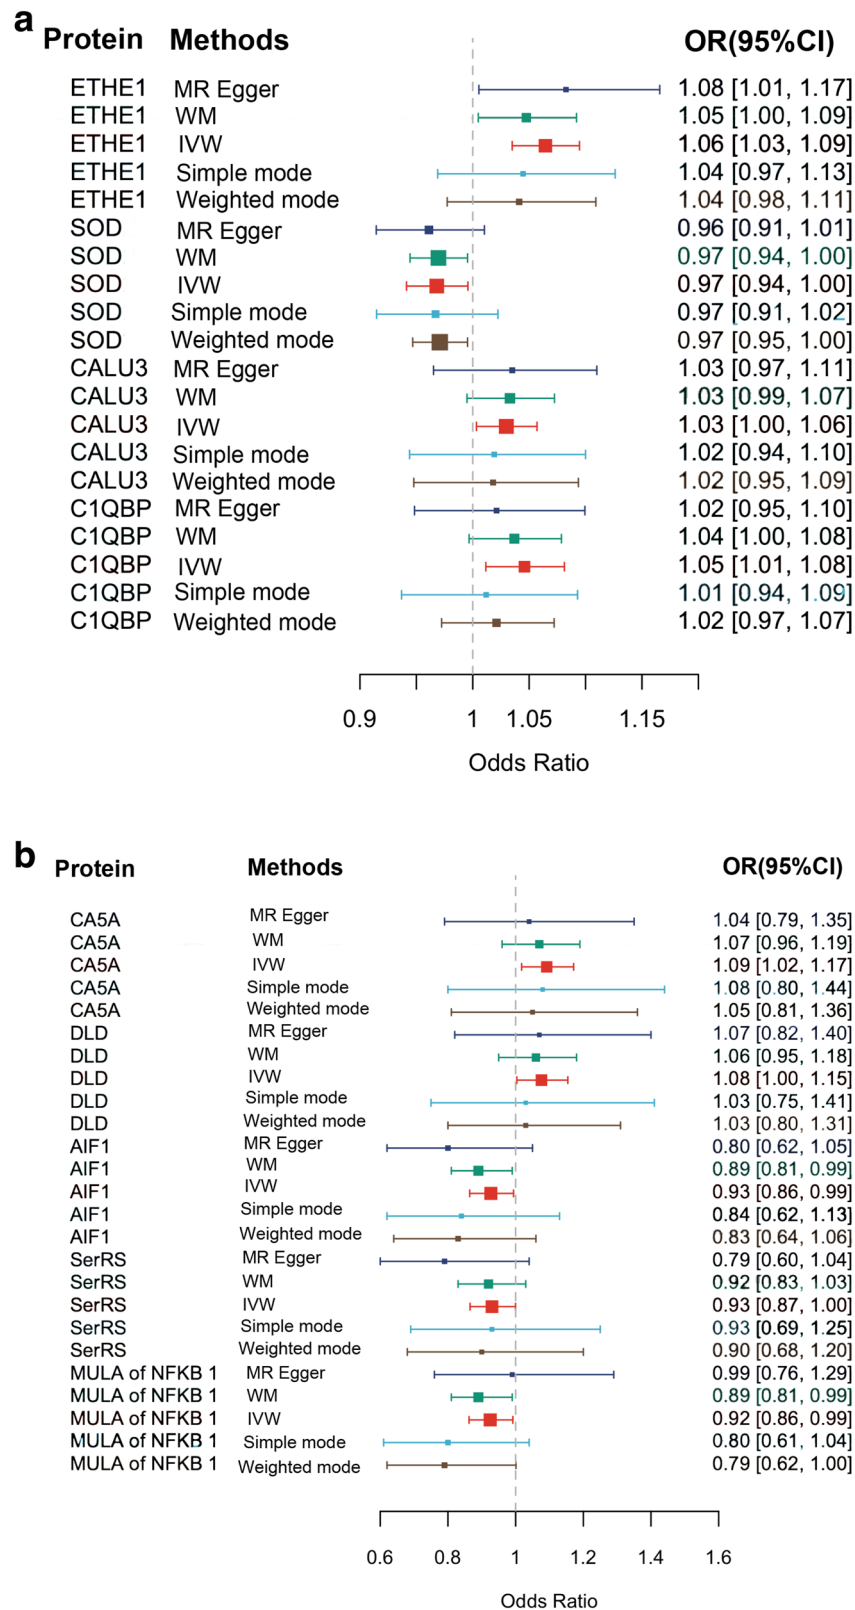 a
Protein Methods OR(95%CI)
ETHE1 MR Egger 1.08 [1.01, 1.17]
ETHE1 WM 1.05 [1.00, 1.09]
ETHE1 IVW 1.06 [1.03, 1.09]
ETHE1 Simple mode 1.04 [0.97, 1.13]
ETHE1 Weighted mode 1.04 [0.98, 1.11]
SOD MR Egger 0.96 [0.91, 1.01]
SOD WM 0.97 [0.94, 1.00]
SOD IVW 0.97 [0.94, 1.00]
SOD Simple mode 0.97 [0.91, 1.02]
SOD Weighted mode 0.97 [0.95, 1.00]
CALU3 MR Egger 1.03 [0.97, 1.11]
CALU3 WM 1.03 [0.99, 1.07]
CALU3 IVW 1.03 [1.00, 1.06]
CALU3 Simple mode 1.02 [0.94, 1.10]
CALU3 Weighted mode 1.02 [0.95, 1.09]
C1QBP MR Egger 1.02 [0.95, 1.10]
C1QBP WM 1.04 [1.00, 1.08]
C1QBP IVW 1.05 [1.01, 1.08]
C1QBP Simple mode 1.01 [0.94, 1.09]
C1QBP Weighted mode 1.02 [0.97, 1.07]
0.9 1 1.05 1.15
Odds Ratio
b
Protein Methods OR(95%CI)
CA5A MR Egger 1.04 [0.79, 1.35]
CA5A WM 1.07 [0.96, 1.19]
CA5A IVW 1.09 [1.02, 1.17]
CA5A Simple mode 1.08 [0.80, 1.44]
CA5A Weighted mode 1.05 [0.81, 1.36]
DLD MR Egger 1.07 [0.82, 1.40]
DLD WM 1.06 [0.95, 1.18]
DLD IVW 1.08 [1.00, 1.15]
DLD Simple mode 1.03 [0.75, 1.41]
DLD Weighted mode 1.03 [0.80, 1.31]
AIF1 MR Egger 0.80 [0.62, 1.05]
AIF1 WM 0.89 [0.81, 0.99]
AIF1 IVW 0.93 [0.86, 0.99]
AIF1 Simple mode 0.84 [0.62, 1.13]
AIF1 Weighted mode 0.83 [0.64, 1.06]
SerRS MR Egger 0.79 [0.60, 1.04]
SerRS WM 0.92 [0.83, 1.03]
SerRS IVW 0.93 [0.87, 1.00]
SerRS Simple mode 0.93 [0.69, 1.25]
SerRS Weighted mode 0.90 [0.68, 1.20]
MULA of NFKB 1 MR Egger 0.99 [0.76, 1.29]
MULA of NFKB 1 WM 0.89 [0.81, 0.99]
MULA of NFKB 1 IVW 0.92 [0.86, 0.99]
MULA of NFKB 1 Simple mode 0.80 [0.61, 1.04]
MULA of NFKB 1 Weighted mode 0.79 [0.62, 1.00]
0.6 0.8 1 1.2 1.4 1.6
Odds Ratio